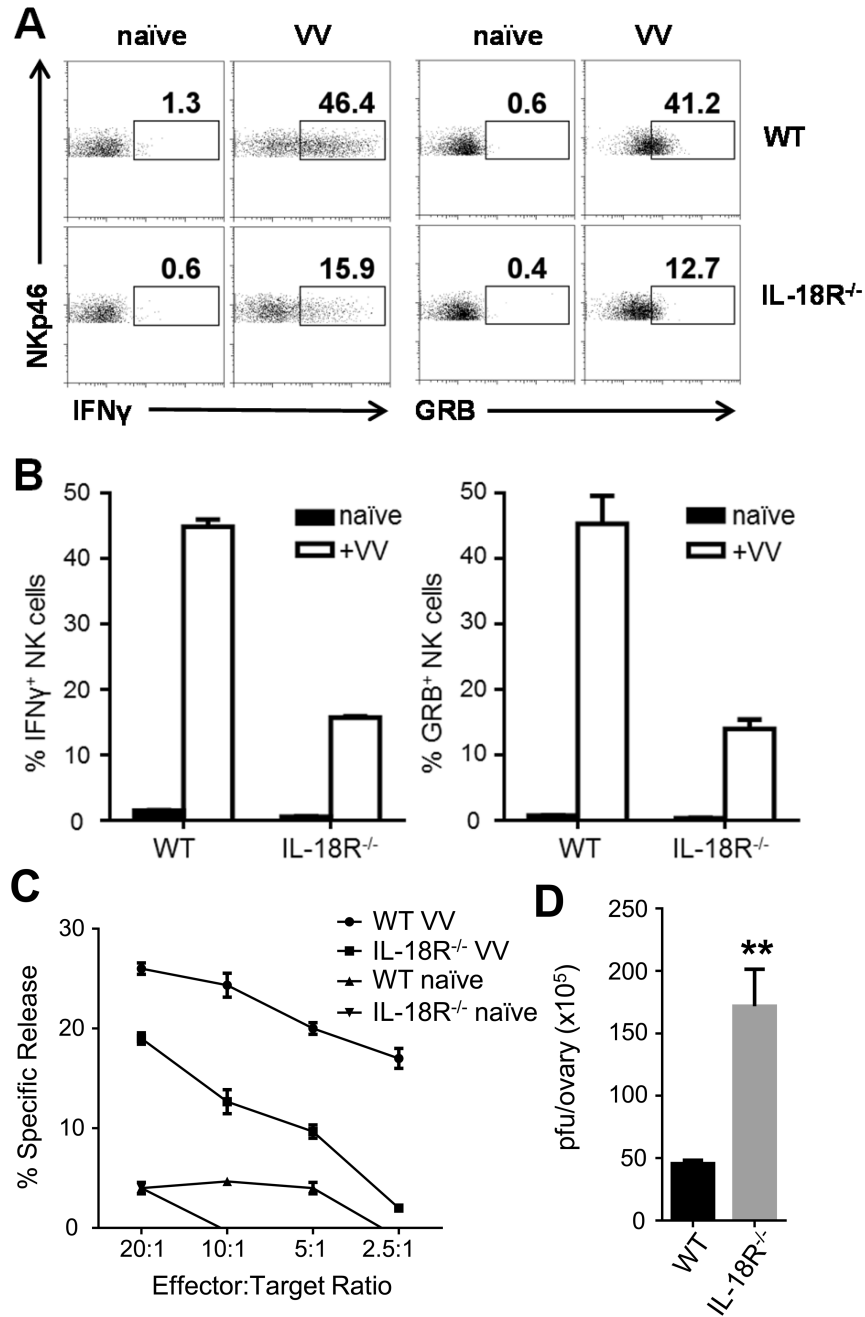 A
naïve VV naïve VV
1.3 46.4 0.6 41.2
WT
0.6 15.9 0.4 12.7
IL-18R-/-
NKp46
IFNγ GRB
B
50
40
30
20
10
0
% IFNγ+ NK cells
naïve
+VV
WT IL-18R-/-
50
40
30
20
10
0
% GRB+ NK cells
naïve
+VV
WT IL-18R-/-
C
30
20
10
0
% Specific Release
WT VV
IL-18R-/- VV
WT naïve
IL-18R-/- naïve
20:1 10:1 5:1 2.5:1
Effector:Target Ratio
D
250
200
150
100
50
0
pfu/ovary (x10⁵)
**
WT
IL-18R-/-